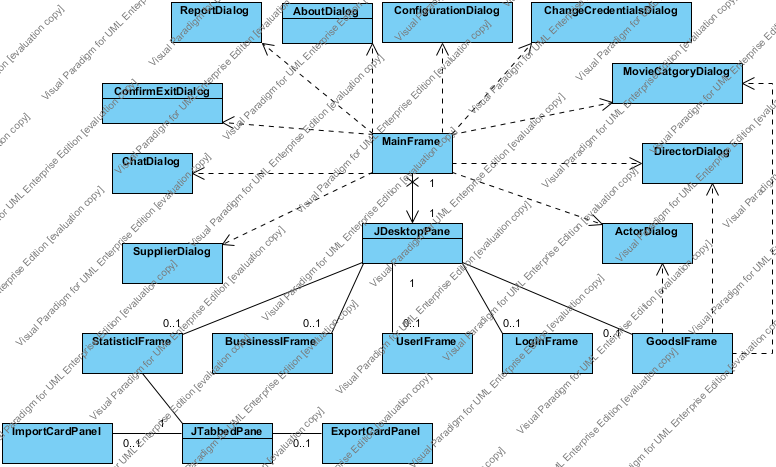 ReportDialog
AboutDialog
ConfigurationDialog
ChangeCredentialsDialog
MovieCatgoryDialog
ConfirmExitDialog
MainFrame
ChatDialog
DirectorDialog
1
1
JDesktopPane
ActorDialog
SupplierDialog
1
0..1
0..1
0..1
0..1
0..1
StatisticIFrame
BussinessIFrame
UserIFrame
LoginFrame
GoodsIFrame
1
ImportCardPanel
0..1
JTabbedPane
0..1
ExportCardPanel
Visual Paradigm for UML Enterprise Edition [evaluation copy]